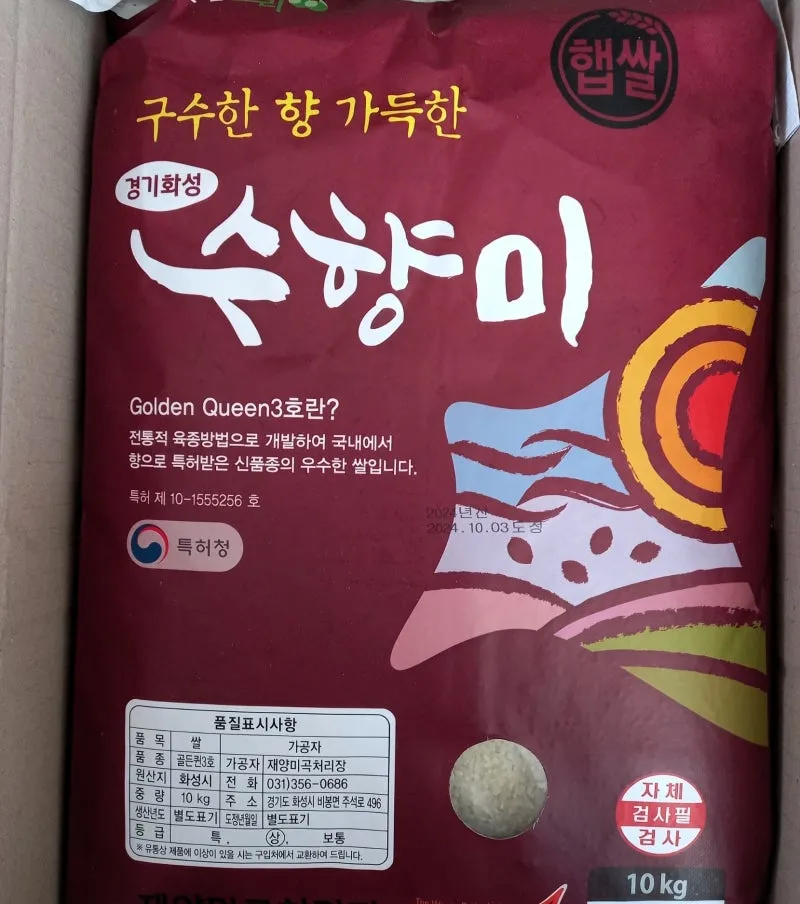 햅쌀
구수한 향 가득한
경기화성
수향미
Golden Queen3호란?
전통적 육종방법으로 개발하여 국내에서
향으로 특허받은 신품종의 우수한 쌀입니다.
특허 제 10-1555256 호
특허청
2024년산
2024.10.03도정
품질표시사항
품 목 쌀 가공자
품 종 골든퀸3호 가공자 재양미곡처리장
원산지 화성시 전 화 031)356-0686
중 량 10 kg 주 소 경기도 화성시 비봉면 주석로 496
생산년도 별도표기 도정년월일 별도표기
등 급 특, 상, 보통
※ 유통상 제품에 이상이 있을 시는 구입처에서 교환하여 드립니다.
자체
검사필
검사
10kg